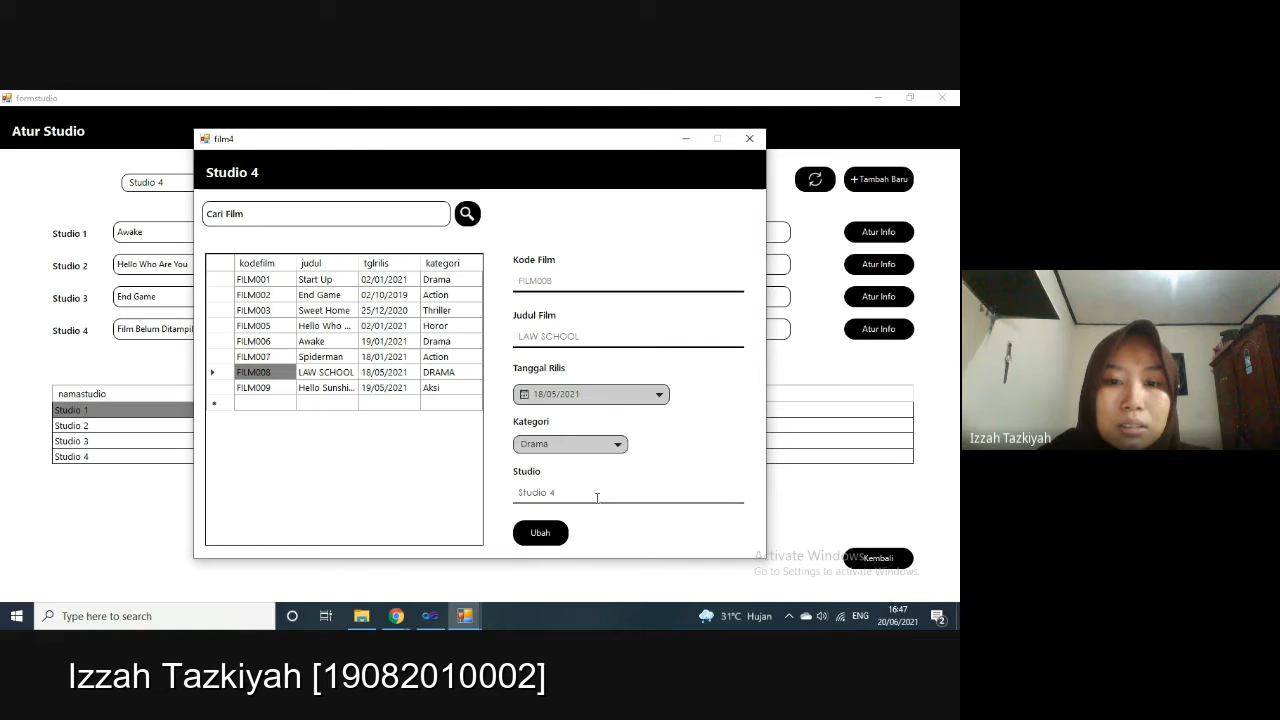 formstudio
Atur Studio
film4
Studio 4
Studio 4
Tambah Baru
Cari Film
Studio 1 Awake Atur Info
Studio 2 Hello Who Are You Atur Info
Studio 3 End Game Atur Info
Studio 4 Film Belum Ditampil Atur Info
kodefilm judul tglrilis kategori
FILM001 Start Up 02/01/2021 Drama
FILM002 End Game 02/10/2019 Action
FILM003 Sweet Home 25/12/2020 Thriller
FILM005 Hello Who ... 02/01/2021 Horor
FILM006 Awake 19/01/2021 Drama
FILM007 Spiderman 18/01/2021 Action
FILM008 LAW SCHOOL 18/05/2021 DRAMA
FILM009 Hello Sunshi... 19/05/2021 Aksi
Kode Film
FILM008
Judul Film
LAW SCHOOL
Tanggal Rilis
18/05/2021
Kategori
Drama
Studio
Studio 4
Ubah
namastudio
Studio 1
Studio 2
Studio 3
Studio 4
Activate Windows
Go to Settings to activate Windows.
Kembali
Type here to search
31°C Hujan
ENG
16:47
20/06/2021
2
Izzah Tazkiyah
Izzah Tazkiyah [19082010002]